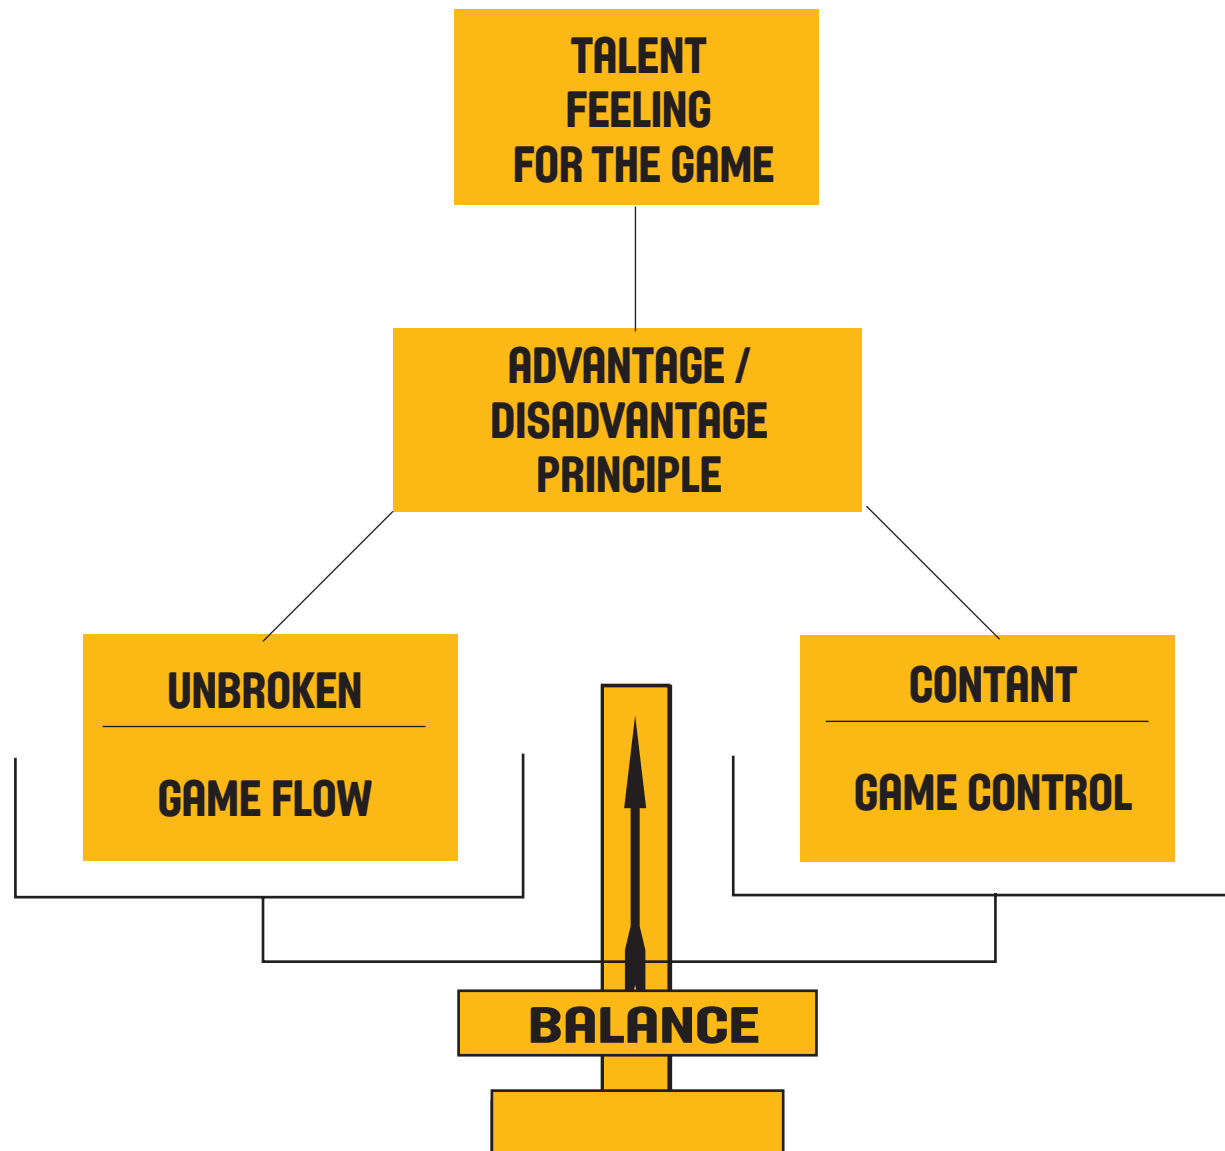 TALENT
FEELING
FOR THE GAME
ADVANTAGE /
DISADVANTAGE
PRINCIPLE
UNBROKEN
GAME FLOW
CONTANT
GAME CONTROL
BALANCE